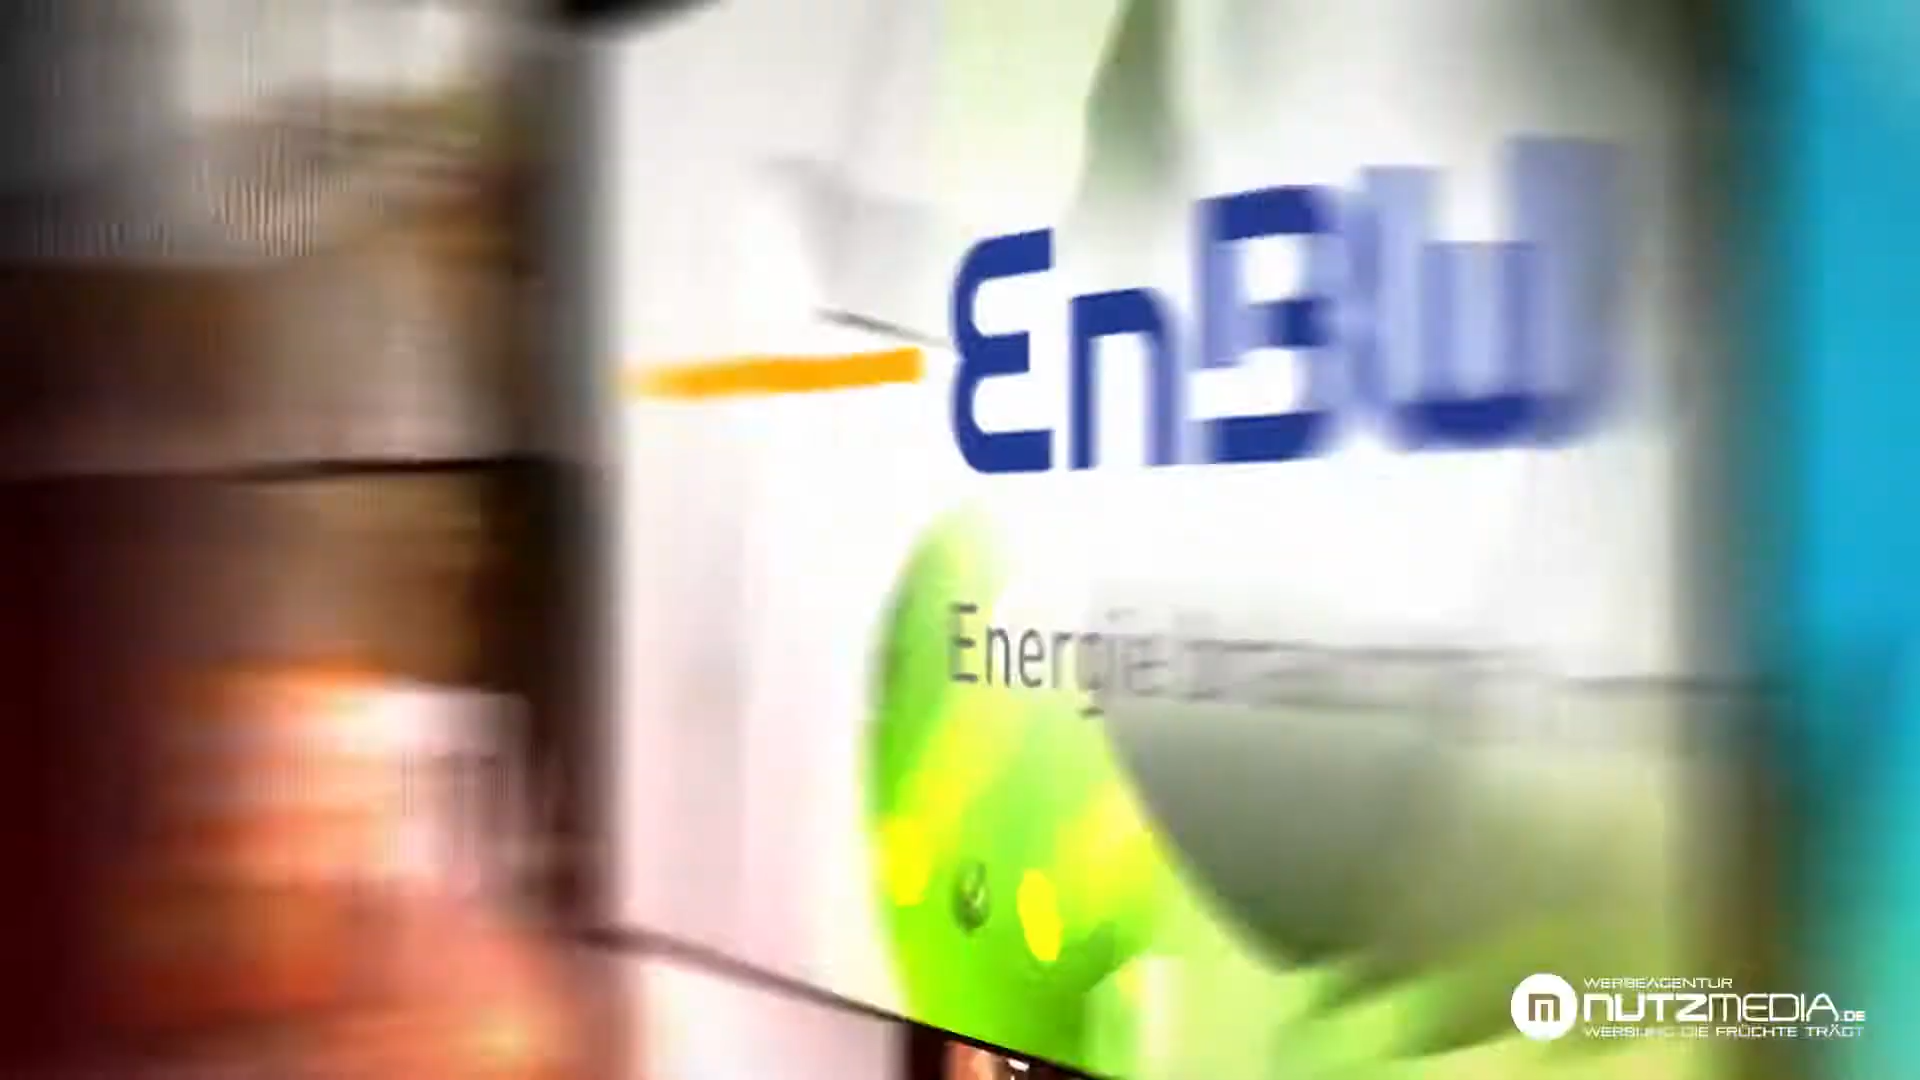 EnBW
Energie
WERBEAGENTUR
NUTZMEDIA.DE
WERBUNG DIE FRÜCHTE TRÄGT